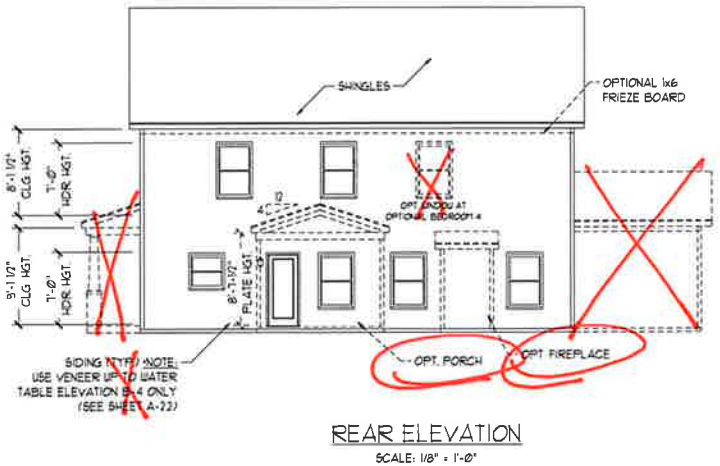 SHINGLES
OPTIONAL 1x6
FRIEZE BOARD
8'-1 1/2"
CLG. HGT.
7'-0"
HDR. HGT.
OPT. WINDOW AT
OPTIONAL BEDROOM 4
12
4
9'-1 1/2"
CLG. HGT.
7'-0"
HDR. HGT.
8'-7-1/2"
PLATE HGT.
SIDING (TYP.) NOTE:
USE VENEER UP TO WATER
TABLE ELEVATION B-4 ONLY
(SEE SHEET A-22)
OPT. PORCH
OPT FIREPLACE
REAR ELEVATION
SCALE: 1/8" = 1'-0"